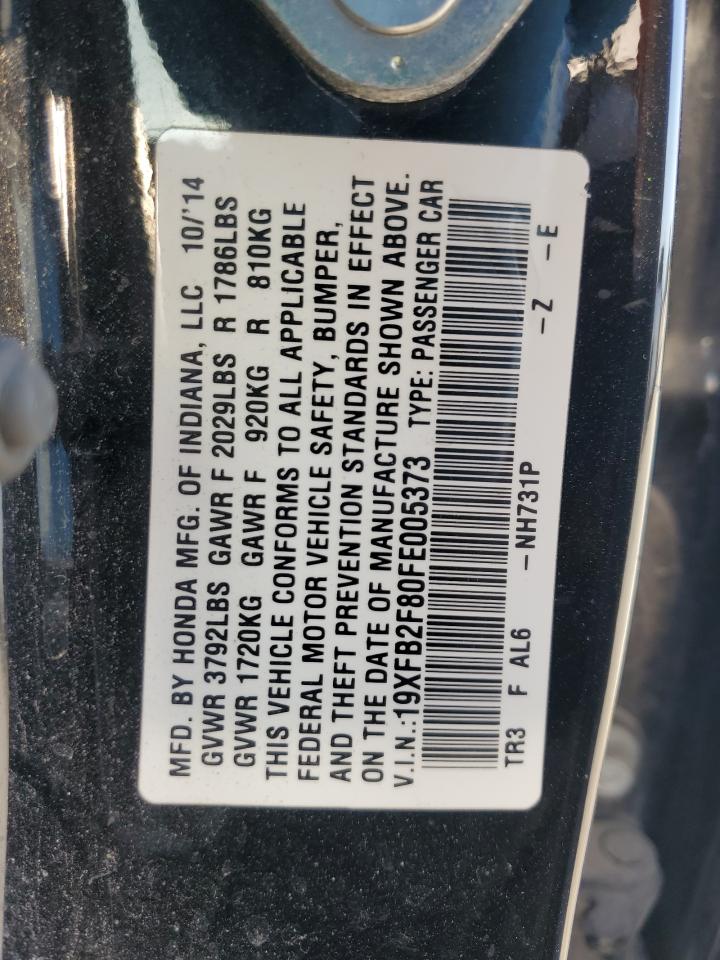 MFD. BY HONDA MFG. OF INDIANA, LLC 10/'14
GVWR 3792LBS GAWR F 2029LBS R 1786LBS
GVWR 1720KG GAWR F 920KG R 810KG
THIS VEHICLE CONFORMS TO ALL APPLICABLE
FEDERAL MOTOR VEHICLE SAFETY, BUMPER,
AND THEFT PREVENTION STANDARDS IN EFFECT
ON THE DATE OF MANUFACTURE SHOWN ABOVE.
V.I.N.:19XFB2F80FE005373 TYPE: PASSENGER CAR
TR3 F AL6 -NH731P -Z -E